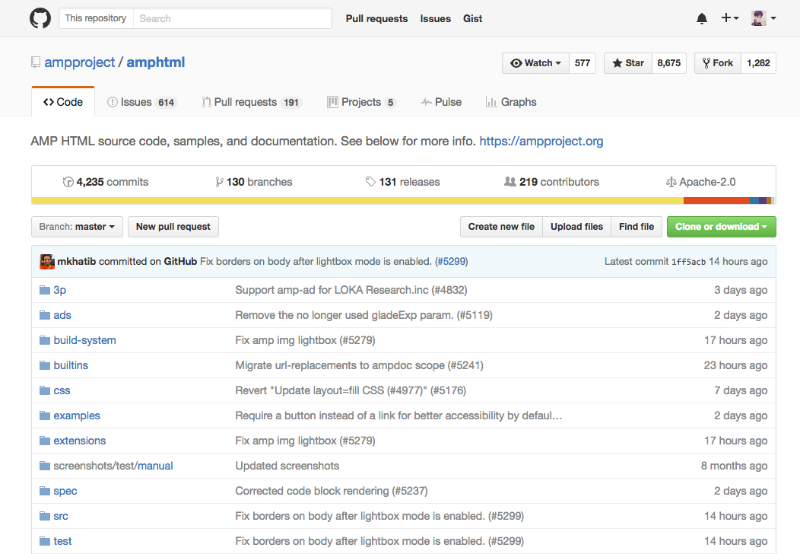 This repository Search Pull requests Issues Gist
ampproject / amphtml Watch 577 Star 8,675 Fork 1,282
Code Issues 614 Pull requests 191 Projects 5 Pulse Graphs
AMP HTML source code, samples, and documentation. See below for more info. https://ampproject.org
4,235 commits 130 branches 131 releases 219 contributors Apache-2.0
Branch: master New pull request Create new file Upload files Find file Clone or download
mkhatib committed on GitHub Fix borders on body after lightbox mode is enabled. (#5299) Latest commit 1ff5acb 14 hours ago
3p Support amp-ad for LOKA Research.inc (#4832) 3 days ago
ads Remove the no longer used gladeExp param. (#5119) 2 days ago
build-system Fix amp img lightbox (#5279) 17 hours ago
builtins Migrate url-replacements to ampdoc scope (#5241) 23 hours ago
css Revert "Update layout=fill CSS (#4977)" (#5176) 7 days ago
examples Require a button instead of a link for better accessibility by defaul… 2 days ago
extensions Fix amp img lightbox (#5279) 17 hours ago
screenshots/test/manual Updated screenshots 8 months ago
spec Corrected code block rendering (#5237) 2 days ago
src Fix borders on body after lightbox mode is enabled. (#5299) 14 hours ago
test Fix borders on body after lightbox mode is enabled. (#5299) 14 hours ago